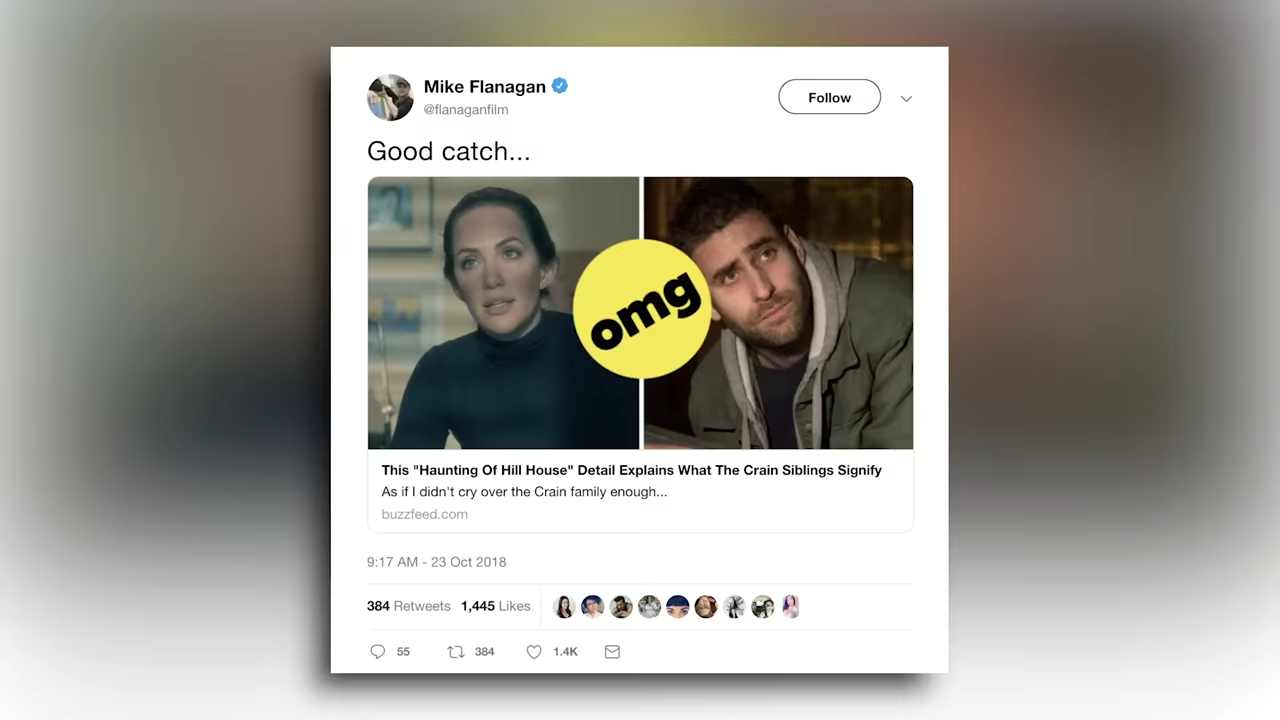 Mike Flanagan
@flanaganfilm
Follow
Good catch...
omg
This "Haunting Of Hill House" Detail Explains What The Crain Siblings Signify
As if I didn't cry over the Crain family enough...
buzzfeed.com
9:17 AM - 23 Oct 2018
384 Retweets 1,445 Likes
55 384 1.4K